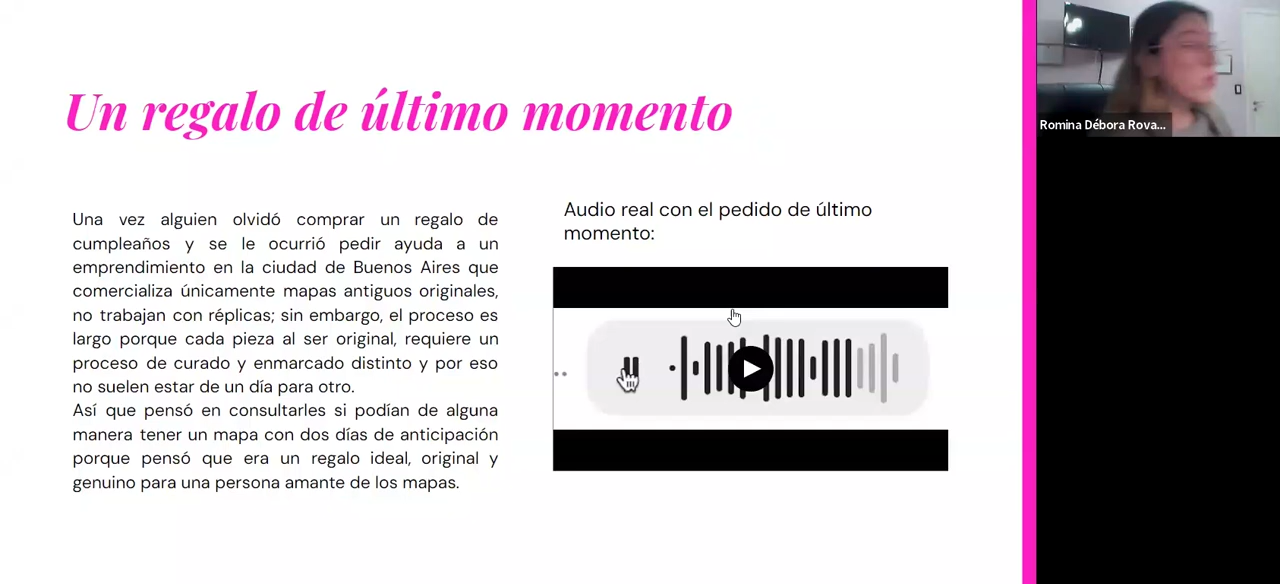 Un regalo de último momento
Una vez alguien olvidó comprar un regalo de
cumpleaños y se le ocurrió pedir ayuda a un
emprendimiento en la ciudad de Buenos Aires que
comercializa únicamente mapas antiguos originales,
no trabajan con réplicas; sin embargo, el proceso es
largo porque cada pieza al ser original, requiere un
proceso de curado y enmarcado distinto y por eso
no suelen estar de un día para otro.
Así que pensó en consultarles si podían de alguna
manera tener un mapa con dos días de anticipación
porque pensó que era un regalo ideal, original y
genuino para una persona amante de los mapas.
Audio real con el pedido de último
momento:
Romina Débora Rova...